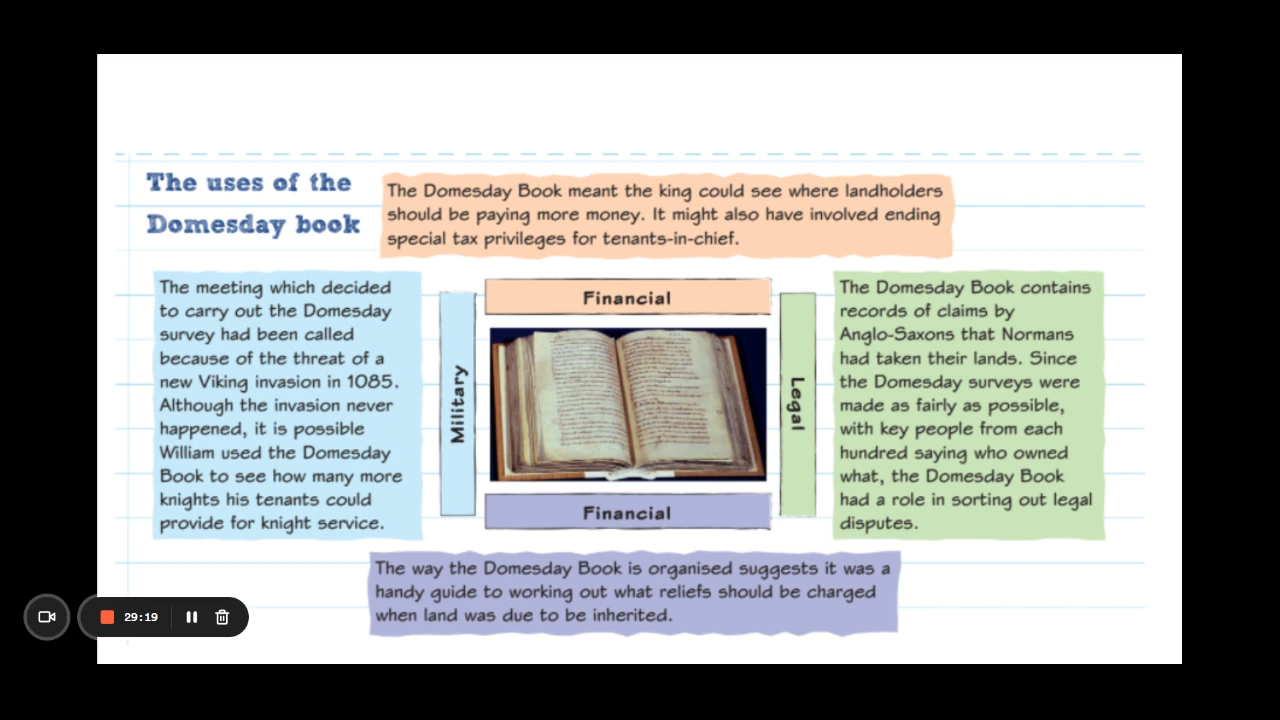 The uses of the
Domesday book
The Domesday Book meant the king could see where landholders
should be paying more money. It might also have involved ending
special tax privileges for tenants-in-chief.
The meeting which decided
to carry out the Domesday
survey had been called
because of the threat of a
new Viking invasion in 1085.
Although the invasion never
happened, it is possible
William used the Domesday
Book to see how many more
knights his tenants could
provide for knight service.
Military
Financial
Financial
Legal
The Domesday Book contains
records of claims by
Anglo-Saxons that Normans
had taken their lands. Since
the Domesday surveys were
made as fairly as possible,
with key people from each
hundred saying who owned
what, the Domesday Book
had a role in sorting out legal
disputes.
The way the Domesday Book is organised suggests it was a
handy guide to working out what reliefs should be charged
when land was due to be inherited.
29:19